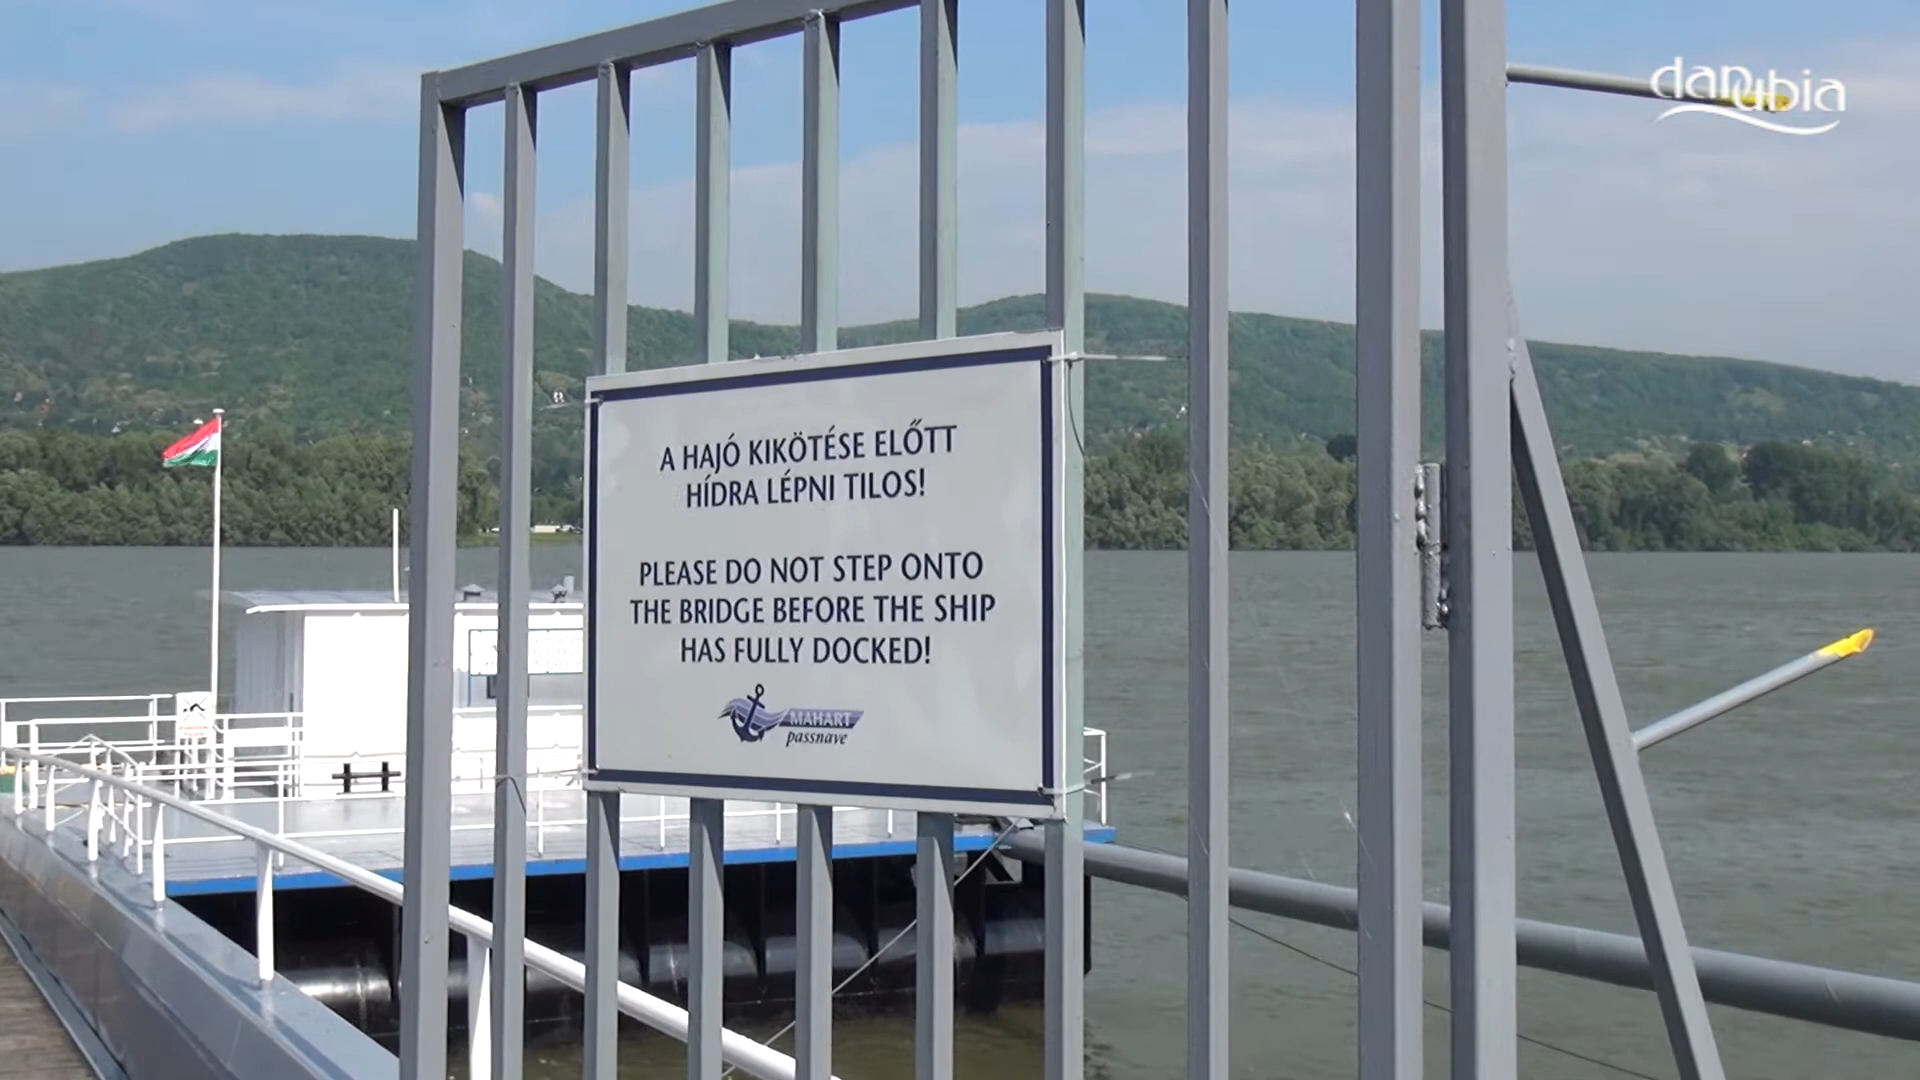 danubia
A HAJÓ KIKÖTÉSE ELŐTT
HÍDRA LÉPNI TILOS!
PLEASE DO NOT STEP ONTO
THE BRIDGE BEFORE THE SHIP
HAS FULLY DOCKED!
MAHART
passnave